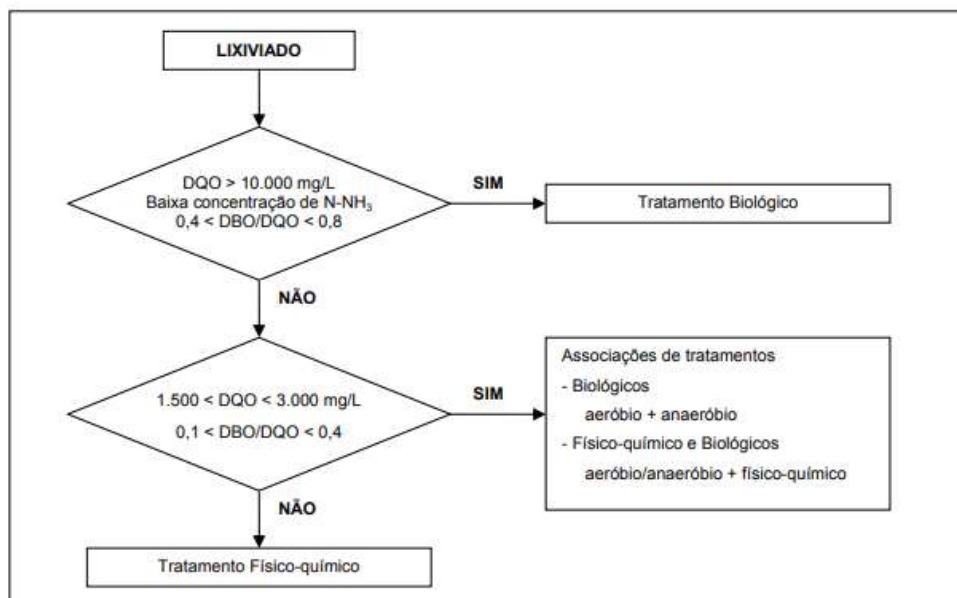 LIXIVIADO
DQO > 10.000 mg/L
Baixa concentração de N-NH₃
0,4 < DBO/DQO < 0,8
SIM
Tratamento Biológico
NÃO
1.500 < DQO < 3.000 mg/L
0,1 < DBO/DQO < 0,4
SIM
Associações de tratamentos
- Biológicos
aeróbio + anaeróbio
- Físico-químico e Biológicos
aeróbio/anaeróbio + físico-químico
NÃO
Tratamento Físico-químico